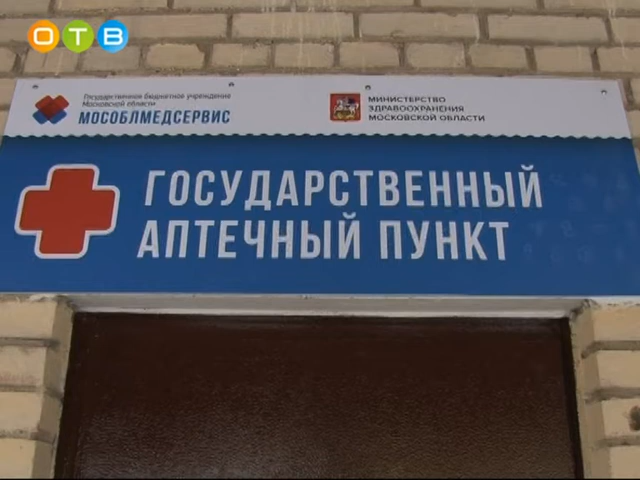 ОТВ
Государственное бюджетное учреждение
Московской области
МОСОБЛМЕДСЕРВИС
МИНИСТЕРСТВО
ЗДРАВООХРАНЕНИЯ
МОСКОВСКОЙ ОБЛАСТИ
ГОСУДАРСТВЕННЫЙ
АПТЕЧНЫЙ ПУНКТ